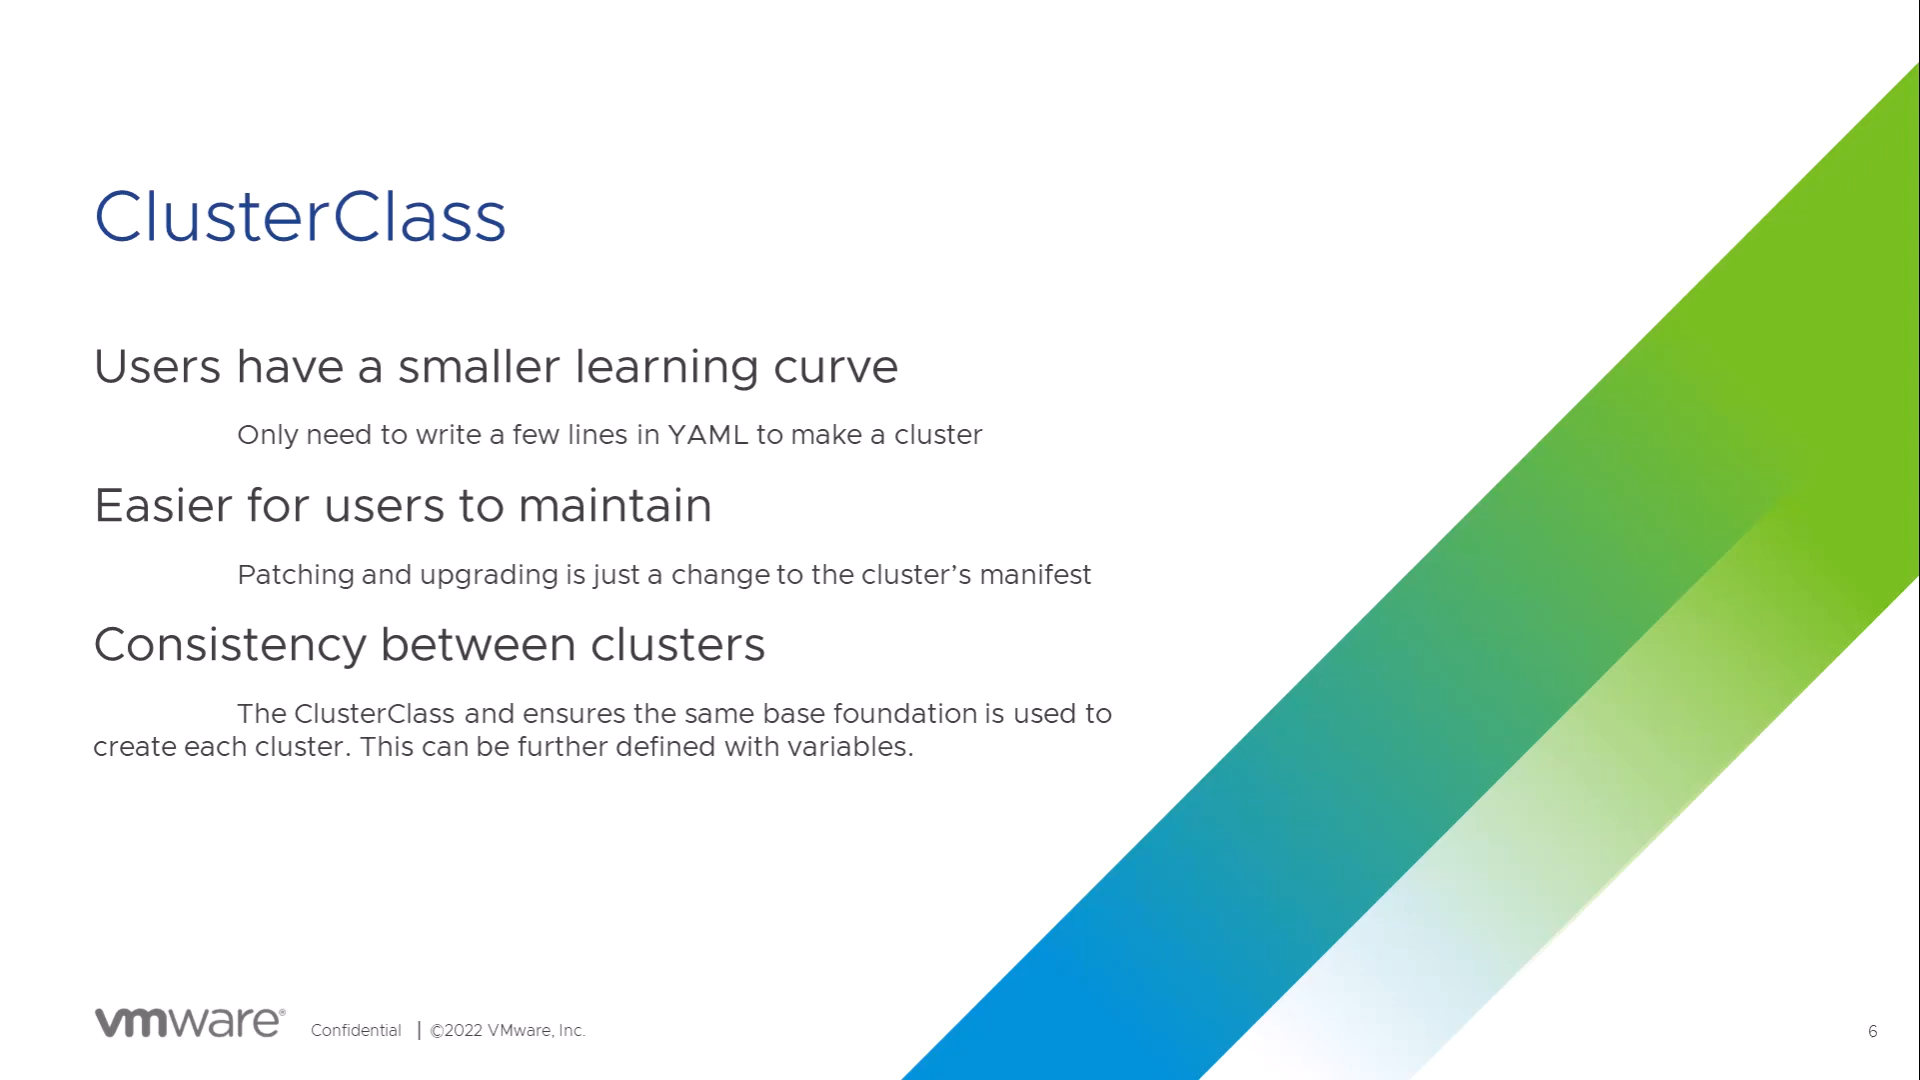 ClusterClass
Users have a smaller learning curve
Only need to write a few lines in YAML to make a cluster
Easier for users to maintain
Patching and upgrading is just a change to the cluster’s manifest
Consistency between clusters
The ClusterClass and ensures the same base foundation is used to
create each cluster. This can be further defined with variables.
vmware® Confidential | ©2022 VMware, Inc. 6